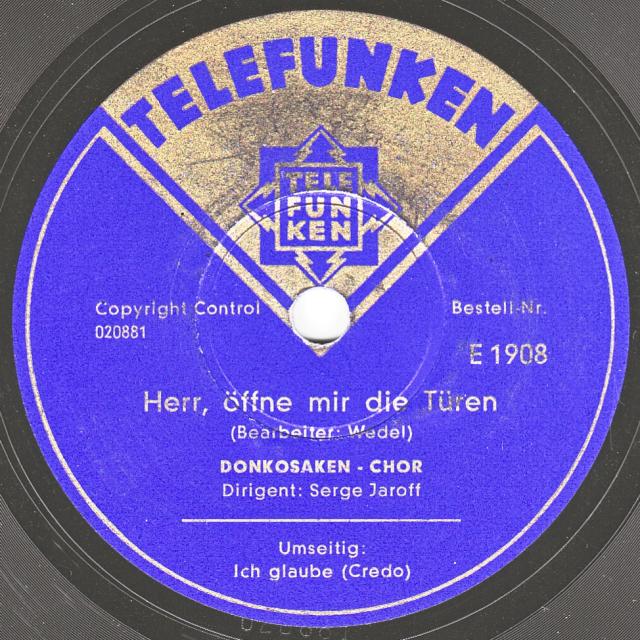 TELEFUNKEN
TELE
FUN
KEN
Copyright Control
020881
Bestell-Nr.
E 1908
Herr, öffne mir die Türen
(Bearbeiter: Wedel)
DONKOSAKEN - CHOR
Dirigent: Serge Jaroff
Umseitig:
Ich glaube (Credo)